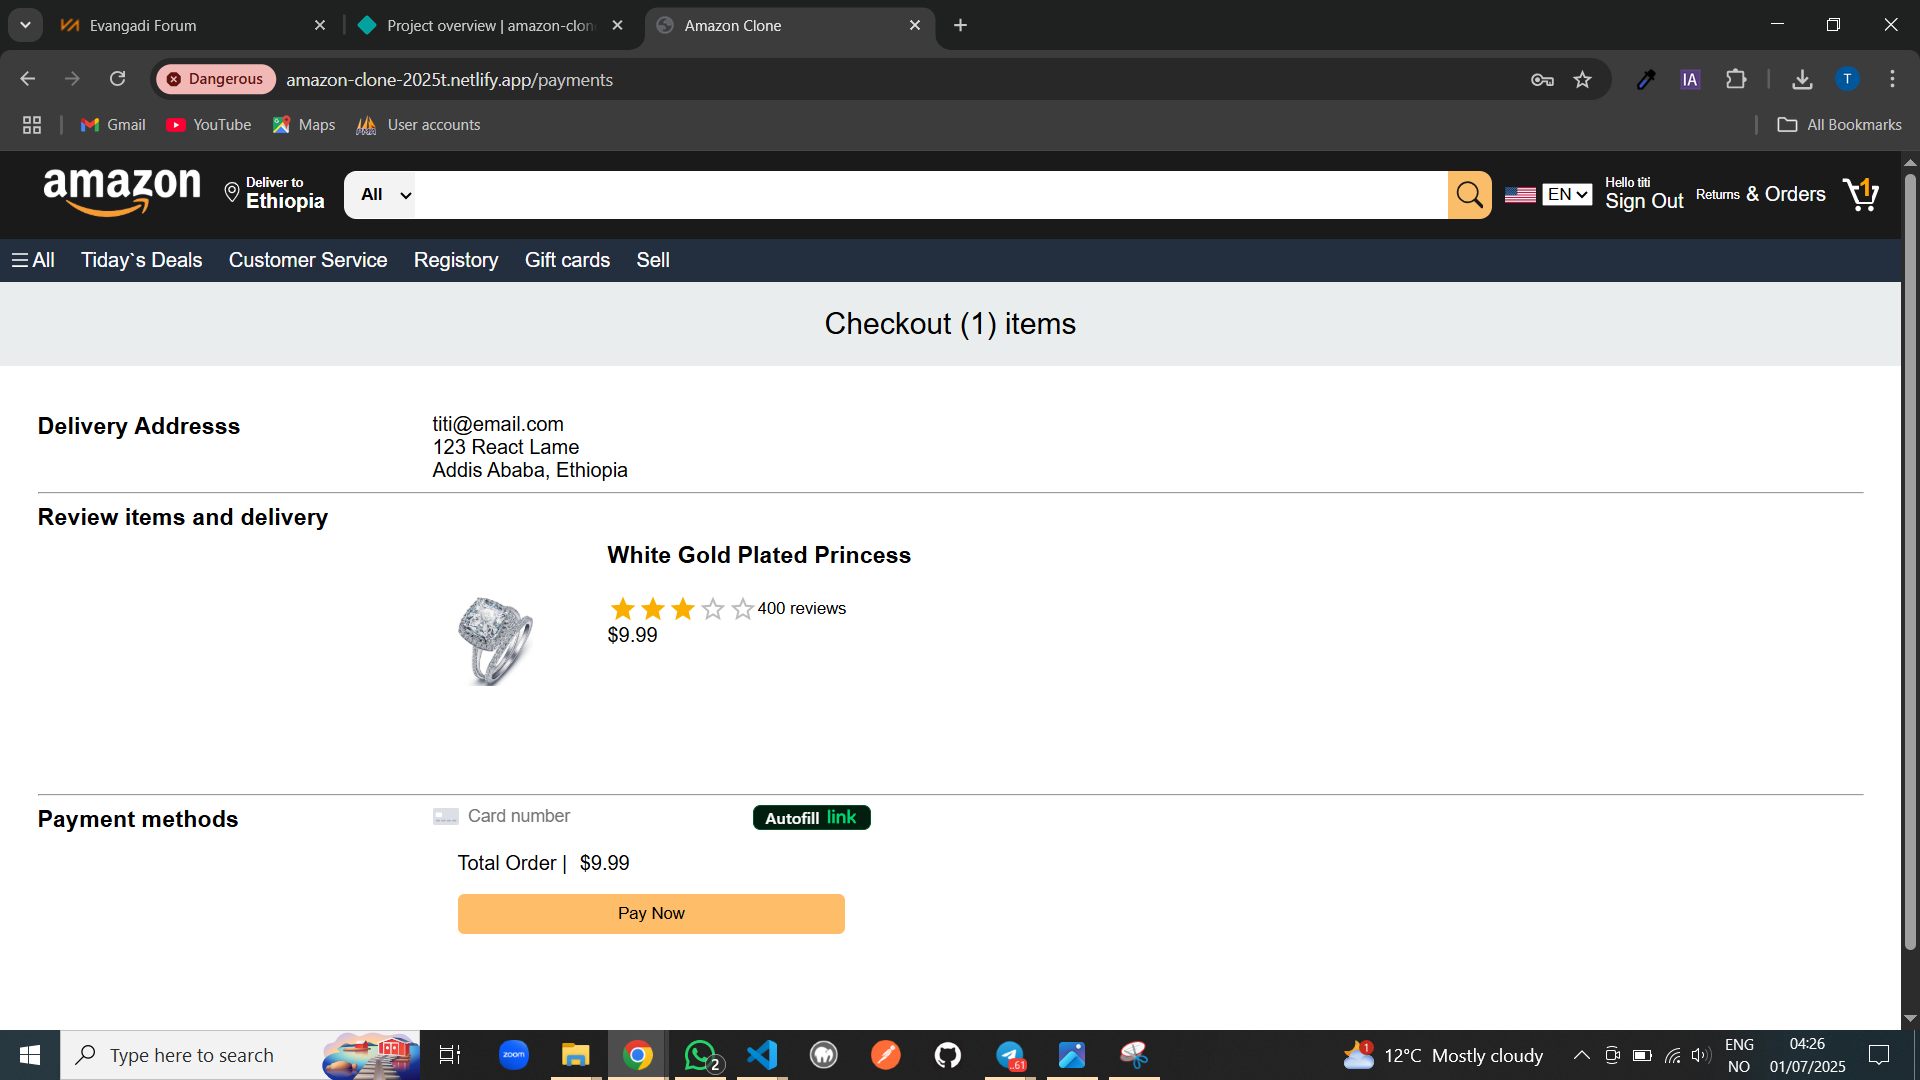 Evangadi Forum
Project overview | amazon-clon
Amazon Clone
Dangerous
amazon-clone-2025t.netlify.app/payments
IA
T
Gmail
YouTube
Maps
User accounts
All Bookmarks
amazon
Deliver to
Ethiopia
All
EN
Hello titi
Sign Out
Returns & Orders
1
All
Tiday`s Deals
Customer Service
Registory
Gift cards
Sell
Checkout (1) items
Delivery Addresss
titi@email.com
123 React Lame
Addis Ababa, Ethiopia
Review items and delivery
White Gold Plated Princess
400 reviews
$9.99
Payment methods
Card number
Autofill link
Total Order | $9.99
Pay Now
Type here to search
zoom
2
..61
1
12°C Mostly cloudy
ENG
NO
04:26
01/07/2025